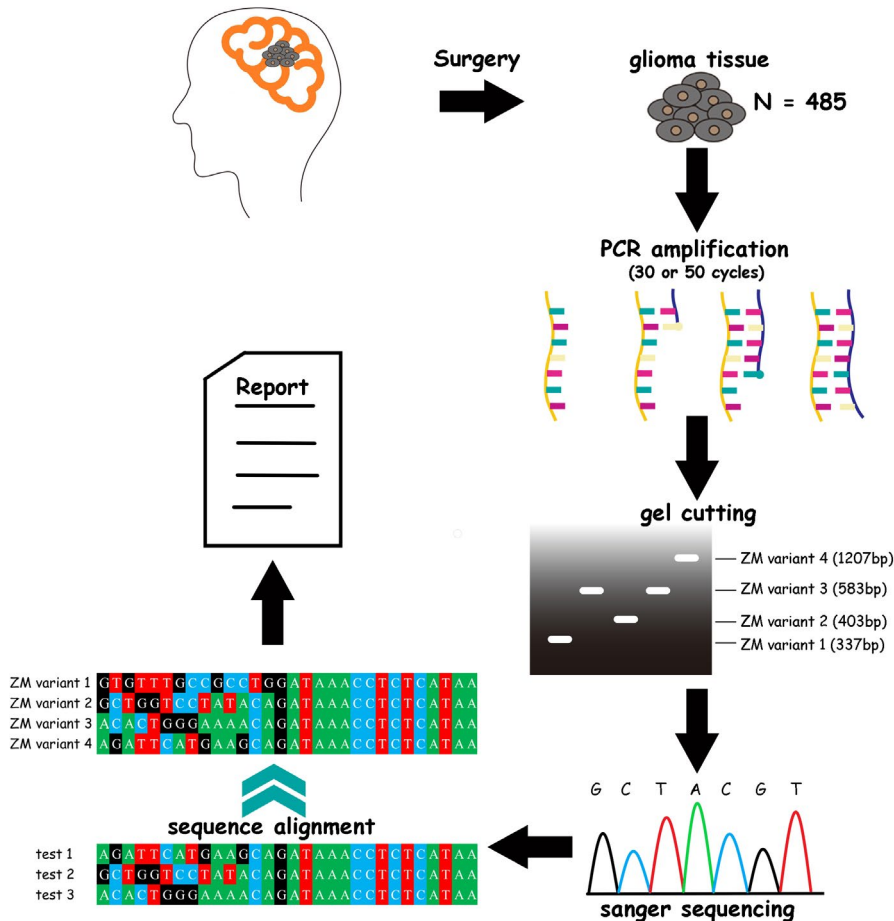 Surgery
glioma tissue
N = 485
PCR amplification
(30 or 50 cycles)
Report
gel cutting
ZM variant 4 (1207bp)
ZM variant 3 (583bp)
ZM variant 2 (403bp)
ZM variant 1 (337bp)
ZM variant 1 GTGTTTGCCGCCTGGATAAACCTCTCATAA
ZM variant 2 GCTGGTCCTATACAGATAAACCTCTCATAA
ZM variant 3 ACACTGGGAAAACAGATAAACCTCTCATAA
ZM variant 4 AGATTCATGAAGCAGATAAACCTCTCATAA
G C T A C G T
sequence alignment
test 1 AGATTCATGAAGCAGATAAACCTCTCATAA
test 2 GCTGGTCCTATACAGATAAACCTCTCATAA
test 3 ACACTGGGAAAACAGATAAACCTCTCATAA
sanger sequencing